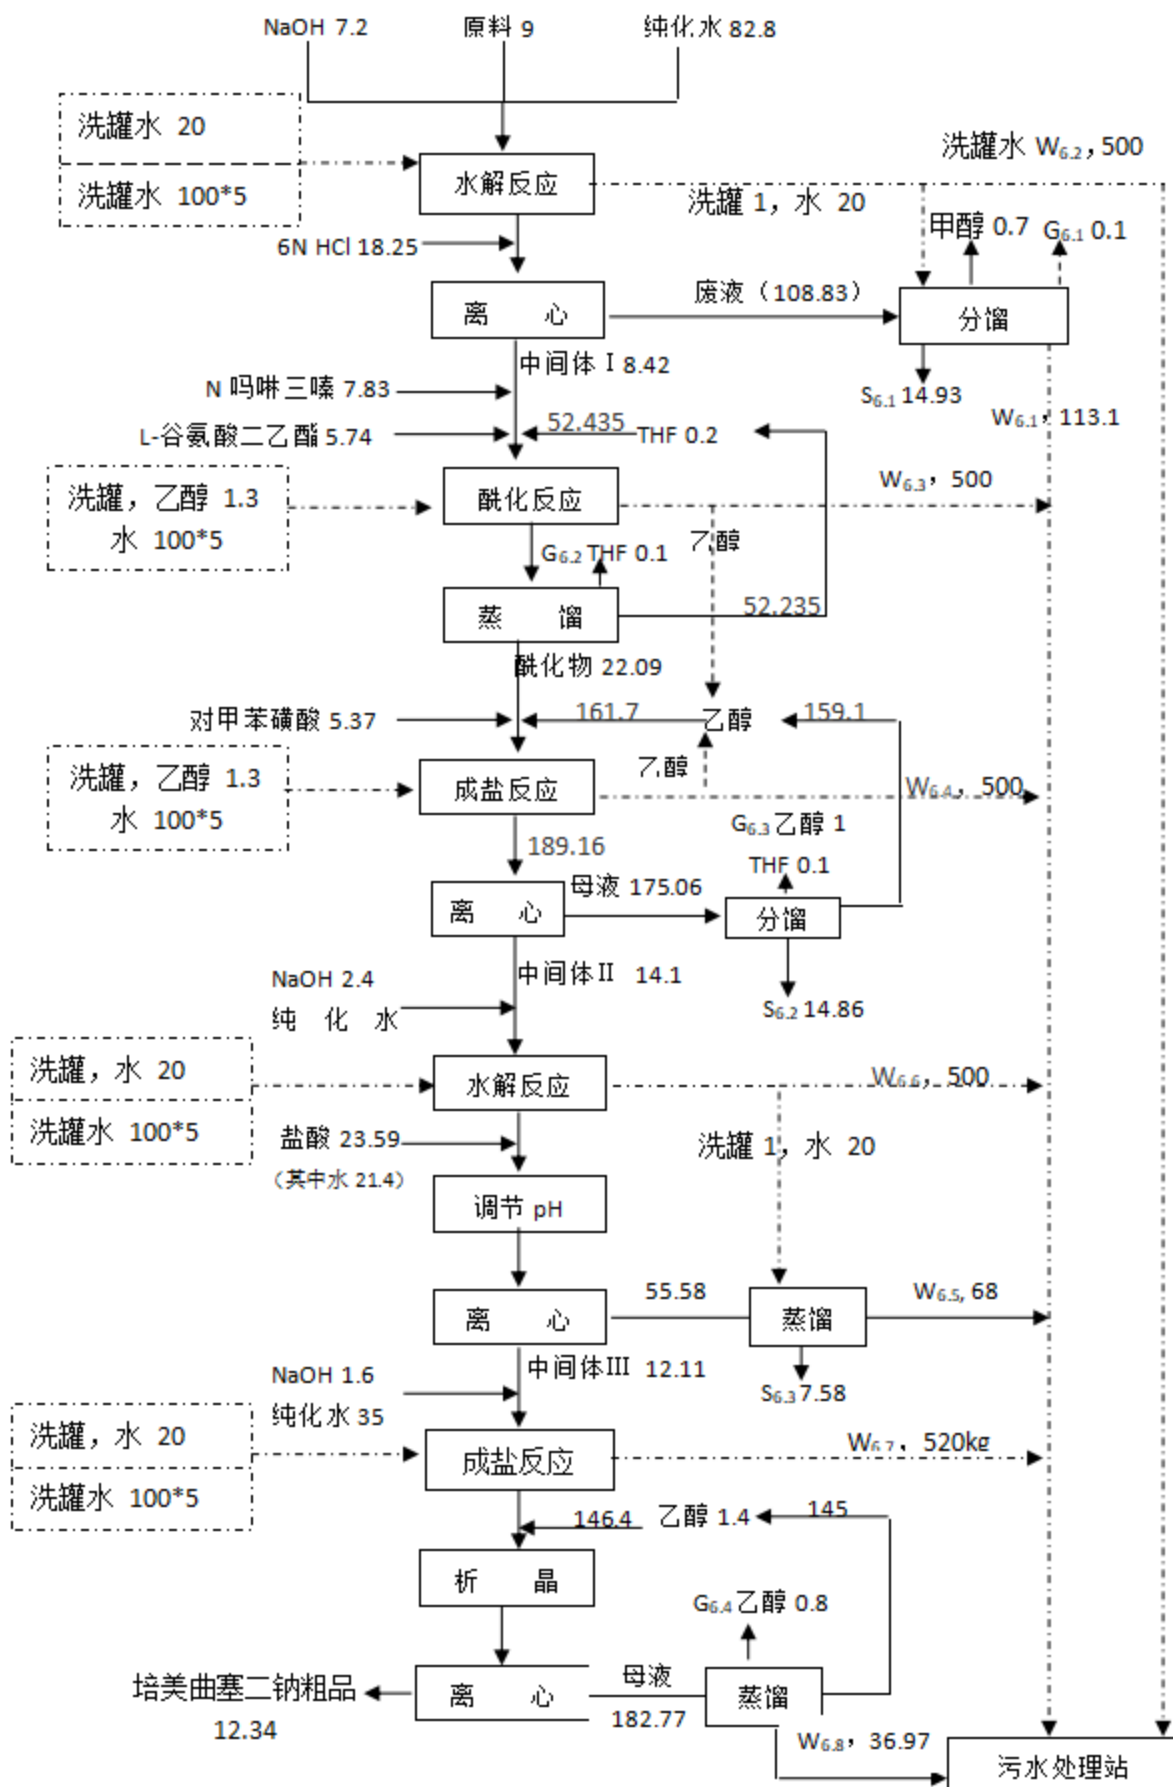 NaOH 7.2 原料 9 纯化水 82.8
洗罐水 20
洗罐水 100*5
水解反应
洗罐水 W6.2，500
洗罐 1，水 20
甲醇 0.7 G6.1 0.1
6N HCl 18.25
离 心
废液（108.83）
分馏
中间体 I 8.42
S6.1 14.93
W6.1，113.1
N 吗啉三嗪 7.83
L-谷氨酸二乙酯 5.74
52.435
THF 0.2
洗罐，乙醇 1.3
水 100*5
酰化反应
W6.3，500
乙醇
G6.2 THF 0.1
蒸 馏
52.235
酰化物 22.09
对甲苯磺酸 5.37
161.7
乙醇
159.1
洗罐，乙醇 1.3
水 100*5
成盐反应
乙醇
W6.4，500
189.16
G6.3 乙醇 1
THF 0.1
离 心
母液 175.06
分馏
中间体II 14.1
S6.2 14.86
NaOH 2.4
纯 化 水
洗罐，水 20
洗罐水 100*5
水解反应
W6.6，500
洗罐 1，水 20
盐酸 23.59
（其中水 21.4）
调节 pH
离 心
55.58
蒸馏
W6.5, 68
中间体III 12.11
S6.3 7.58
NaOH 1.6
纯化水 35
洗罐，水 20
洗罐水 100*5
成盐反应
W6.7，520kg
146.4
乙醇 1.4
145
析 晶
G6.4 乙醇 0.8
培美曲塞二钠粗品
12.34
离 心
母液
182.77
蒸馏
W6.8，36.97
污水处理站